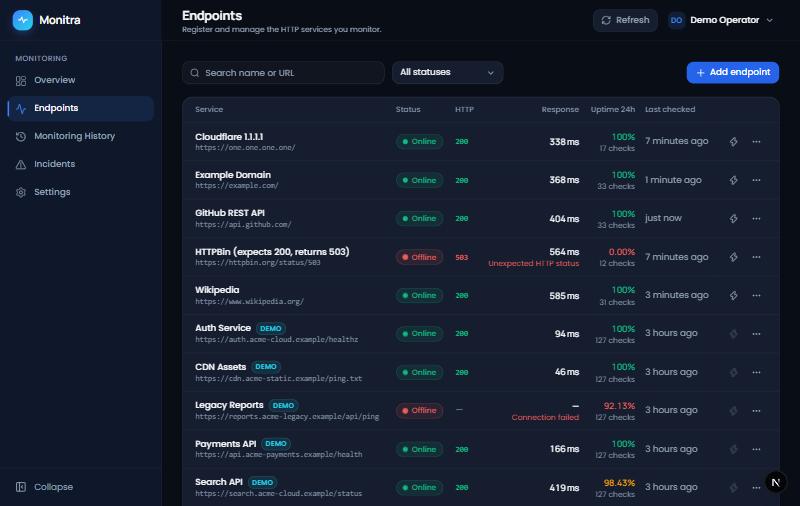 Monitra
Endpoints
Register and manage the HTTP services you monitor.
Refresh
DO Demo Operator
MONITORING
Overview
Endpoints
Monitoring History
Incidents
Settings
Collapse
Search name or URL
All statuses
+ Add endpoint
Service Status HTTP Response Uptime 24h Last checked
Cloudflare 1.1.1.1
https://one.one.one.one/
Online 200 338 ms 100% 7 minutes ago
17 checks
Example Domain
https://example.com/
Online 200 368 ms 100% 1 minute ago
33 checks
GitHub REST API
https://api.github.com/
Online 200 404 ms 100% just now
33 checks
HTTPBin (expects 200, returns 503)
https://httpbin.org/status/503
Offline 503 564 ms 0.00% 7 minutes ago
Unexpected HTTP status 12 checks
Wikipedia
https://www.wikipedia.org/
Online 200 585 ms 100% 3 minutes ago
31 checks
Auth Service DEMO
https://auth.acme-cloud.example/healthz
Online 200 94 ms 100% 3 hours ago
127 checks
CDN Assets DEMO
https://cdn.acme-static.example/ping.txt
Online 200 46 ms 100% 3 hours ago
127 checks
Legacy Reports DEMO
https://reports.acme-legacy.example/api/ping
Offline — – 92.13% 3 hours ago
Connection failed 127 checks
Payments API DEMO
https://api.acme-payments.example/health
Online 200 166 ms 100% 3 hours ago
127 checks
Search API DEMO
https://search.acme-cloud.example/status
Online 200 419 ms 98.43% 3 hours ago
127 checks
N